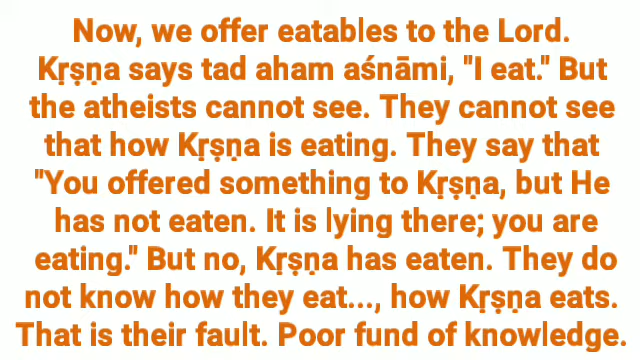 Now, we offer eatables to the Lord.
Kṛṣṇa says tad aham aśnāmi, "I eat." But
the atheists cannot see. They cannot see
that how Kṛṣṇa is eating. They say that
"You offered something to Kṛṣṇa, but He
has not eaten. It is lying there; you are
eating." But no, Kṛṣṇa has eaten. They do
not know how they eat..., how Kṛṣṇa eats.
That is their fault. Poor fund of knowledge.